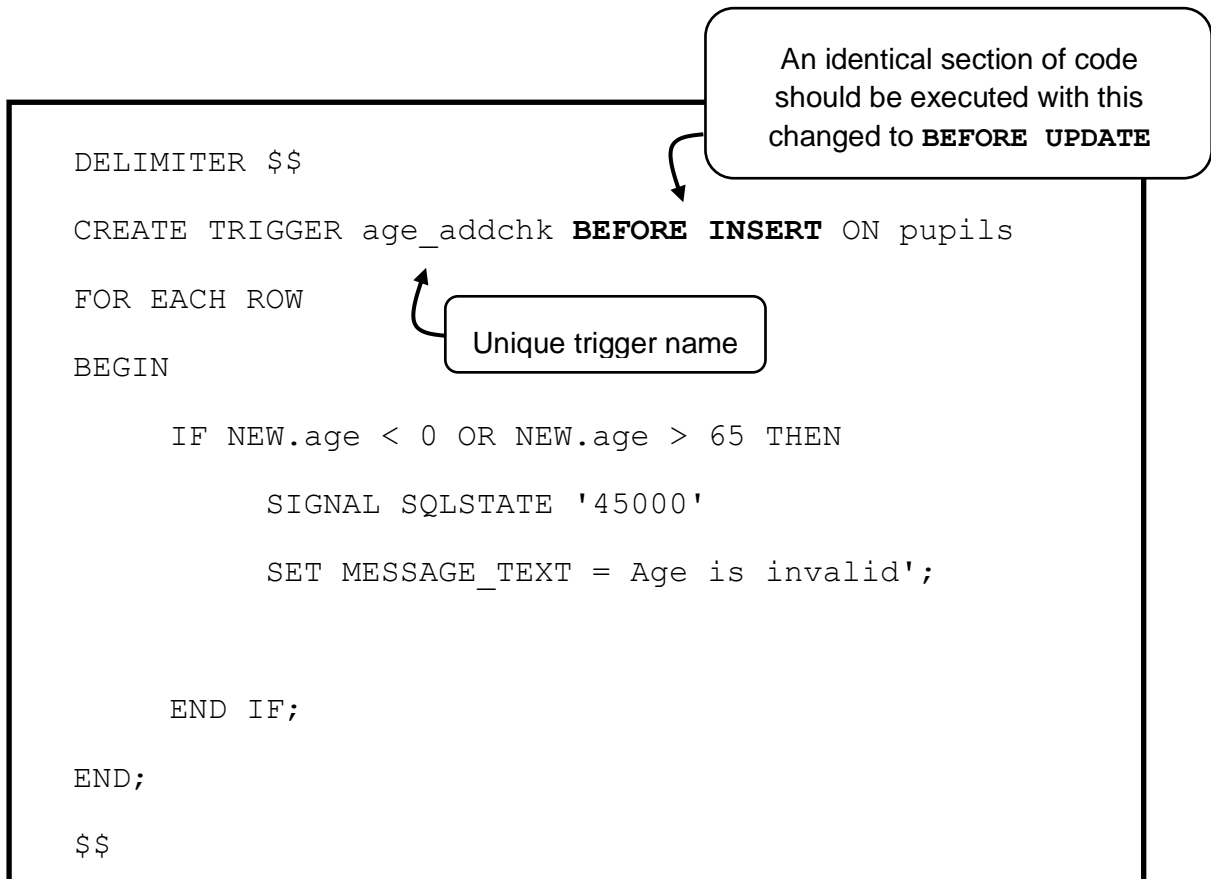 An identical section of code
should be executed with this
changed to BEFORE UPDATE
DELIMITER $$
CREATE TRIGGER age_addchk BEFORE INSERT ON pupils
FOR EACH ROW
Unique trigger name
BEGIN
IF NEW.age < 0 OR NEW.age > 65 THEN
SIGNAL SQLSTATE '45000'
SET MESSAGE_TEXT = Age is invalid';
END IF;
END;
$$